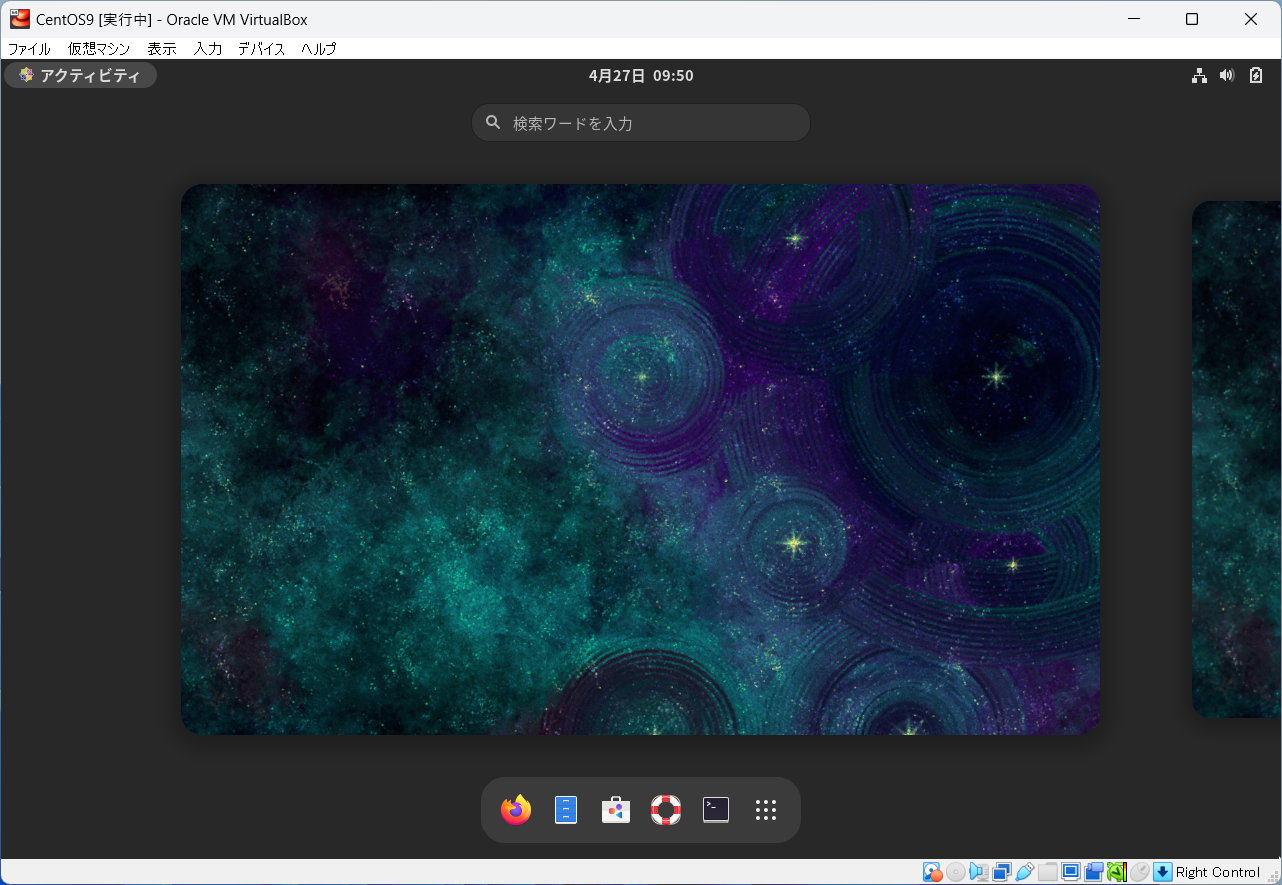 CentOS9 [実行中] - Oracle VM VirtualBox
ファイル 仮想マシン 表示 入力 デバイス ヘルプ
アクティビティ 4月27日 09:50
検索ワードを入力
Right Control